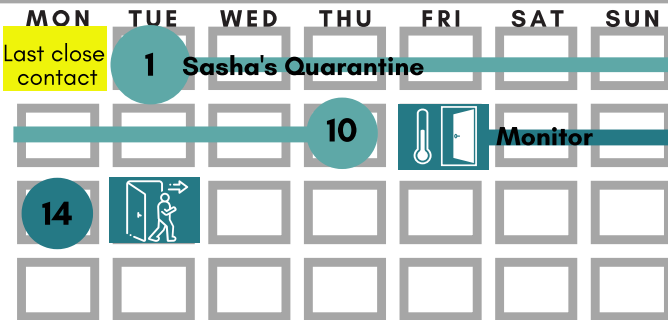 MON TUE WED THU FRI SAT SUN
Last close
contact
1 Sasha's Quarantine
10 Monitor
14